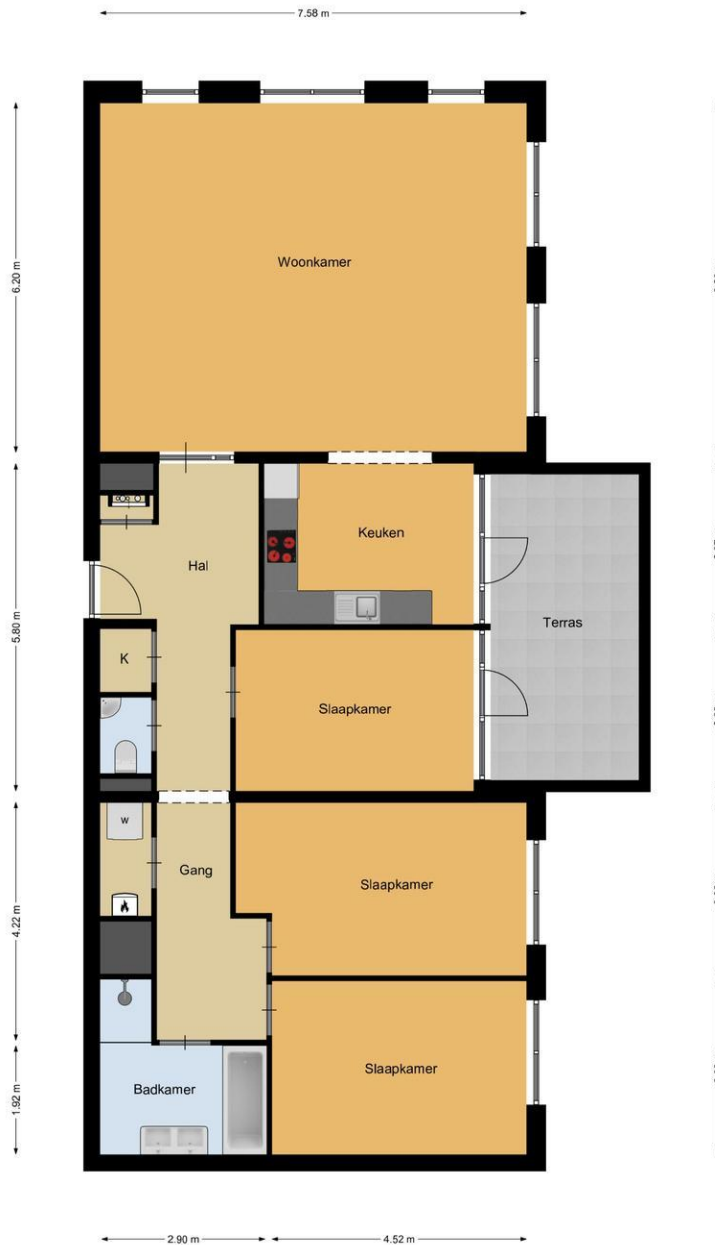 7.58 m
6.20 m
Woonkamer
5.80 m
Hal
Keuken
Terras
K
Slaapkamer
4.22 m
W
Gang
Slaapkamer
1.92 m
Badkamer
Slaapkamer
2.90 m
4.52 m